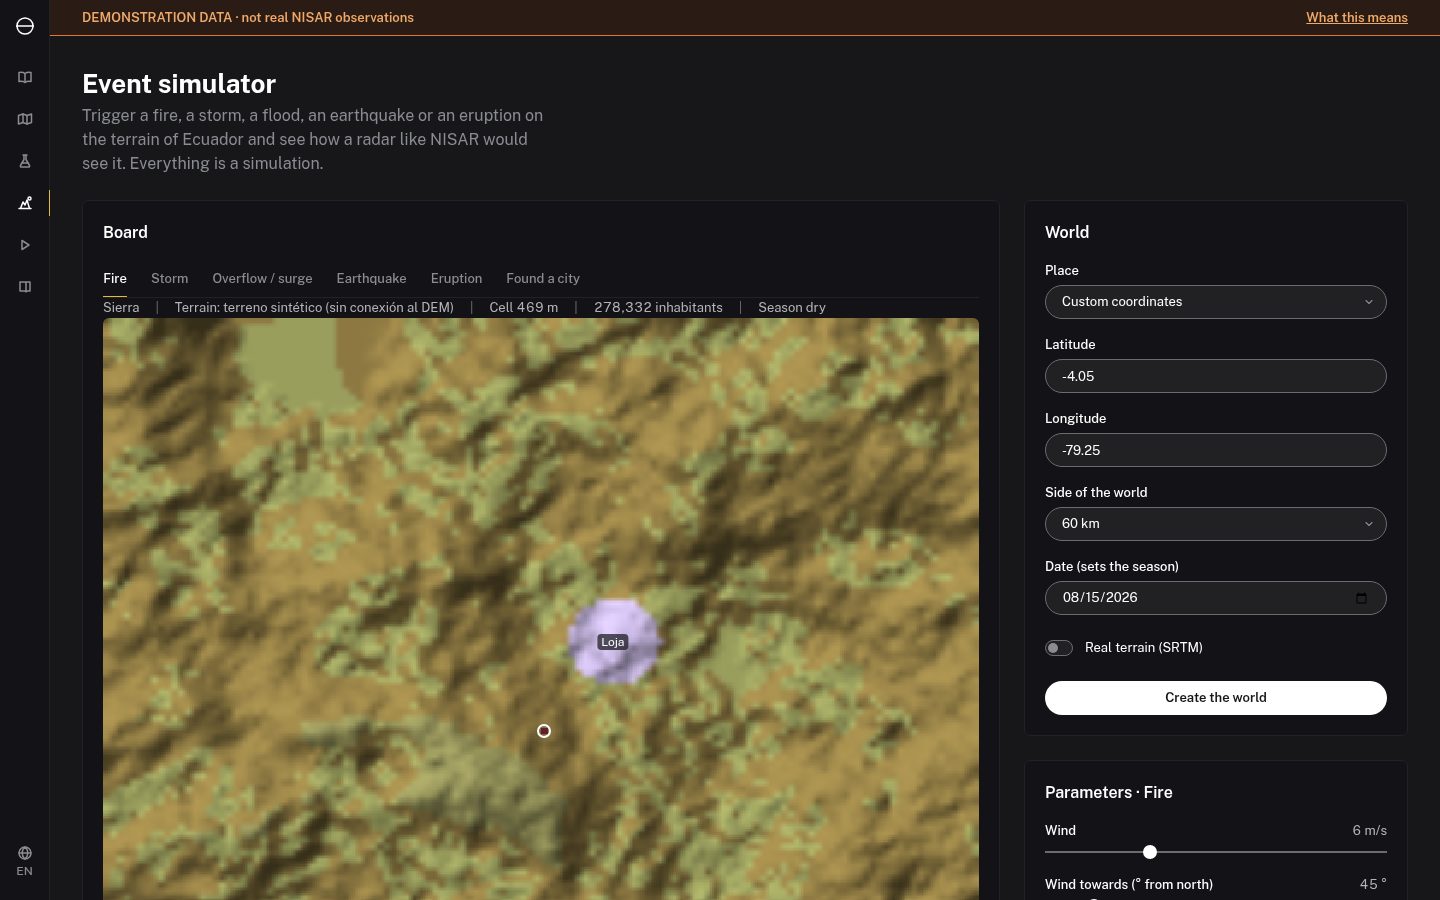 DEMONSTRATION DATA · not real NISAR observations
What this means
Event simulator
Trigger a fire, a storm, a flood, an earthquake or an eruption on
the terrain of Ecuador and see how a radar like NISAR would
see it. Everything is a simulation.
Board
Fire Storm Overflow / surge Earthquake Eruption Found a city
Sierra | Terrain: terreno sintético (sin conexión al DEM) | Cell 469 m | 278,332 inhabitants | Season dry
Loja
World
Place
Custom coordinates
Latitude
-4.05
Longitude
-79.25
Side of the world
60 km
Date (sets the season)
08/15/2026
Real terrain (SRTM)
Create the world
Parameters · Fire
Wind 6 m/s
Wind towards (° from north) 45 °
EN